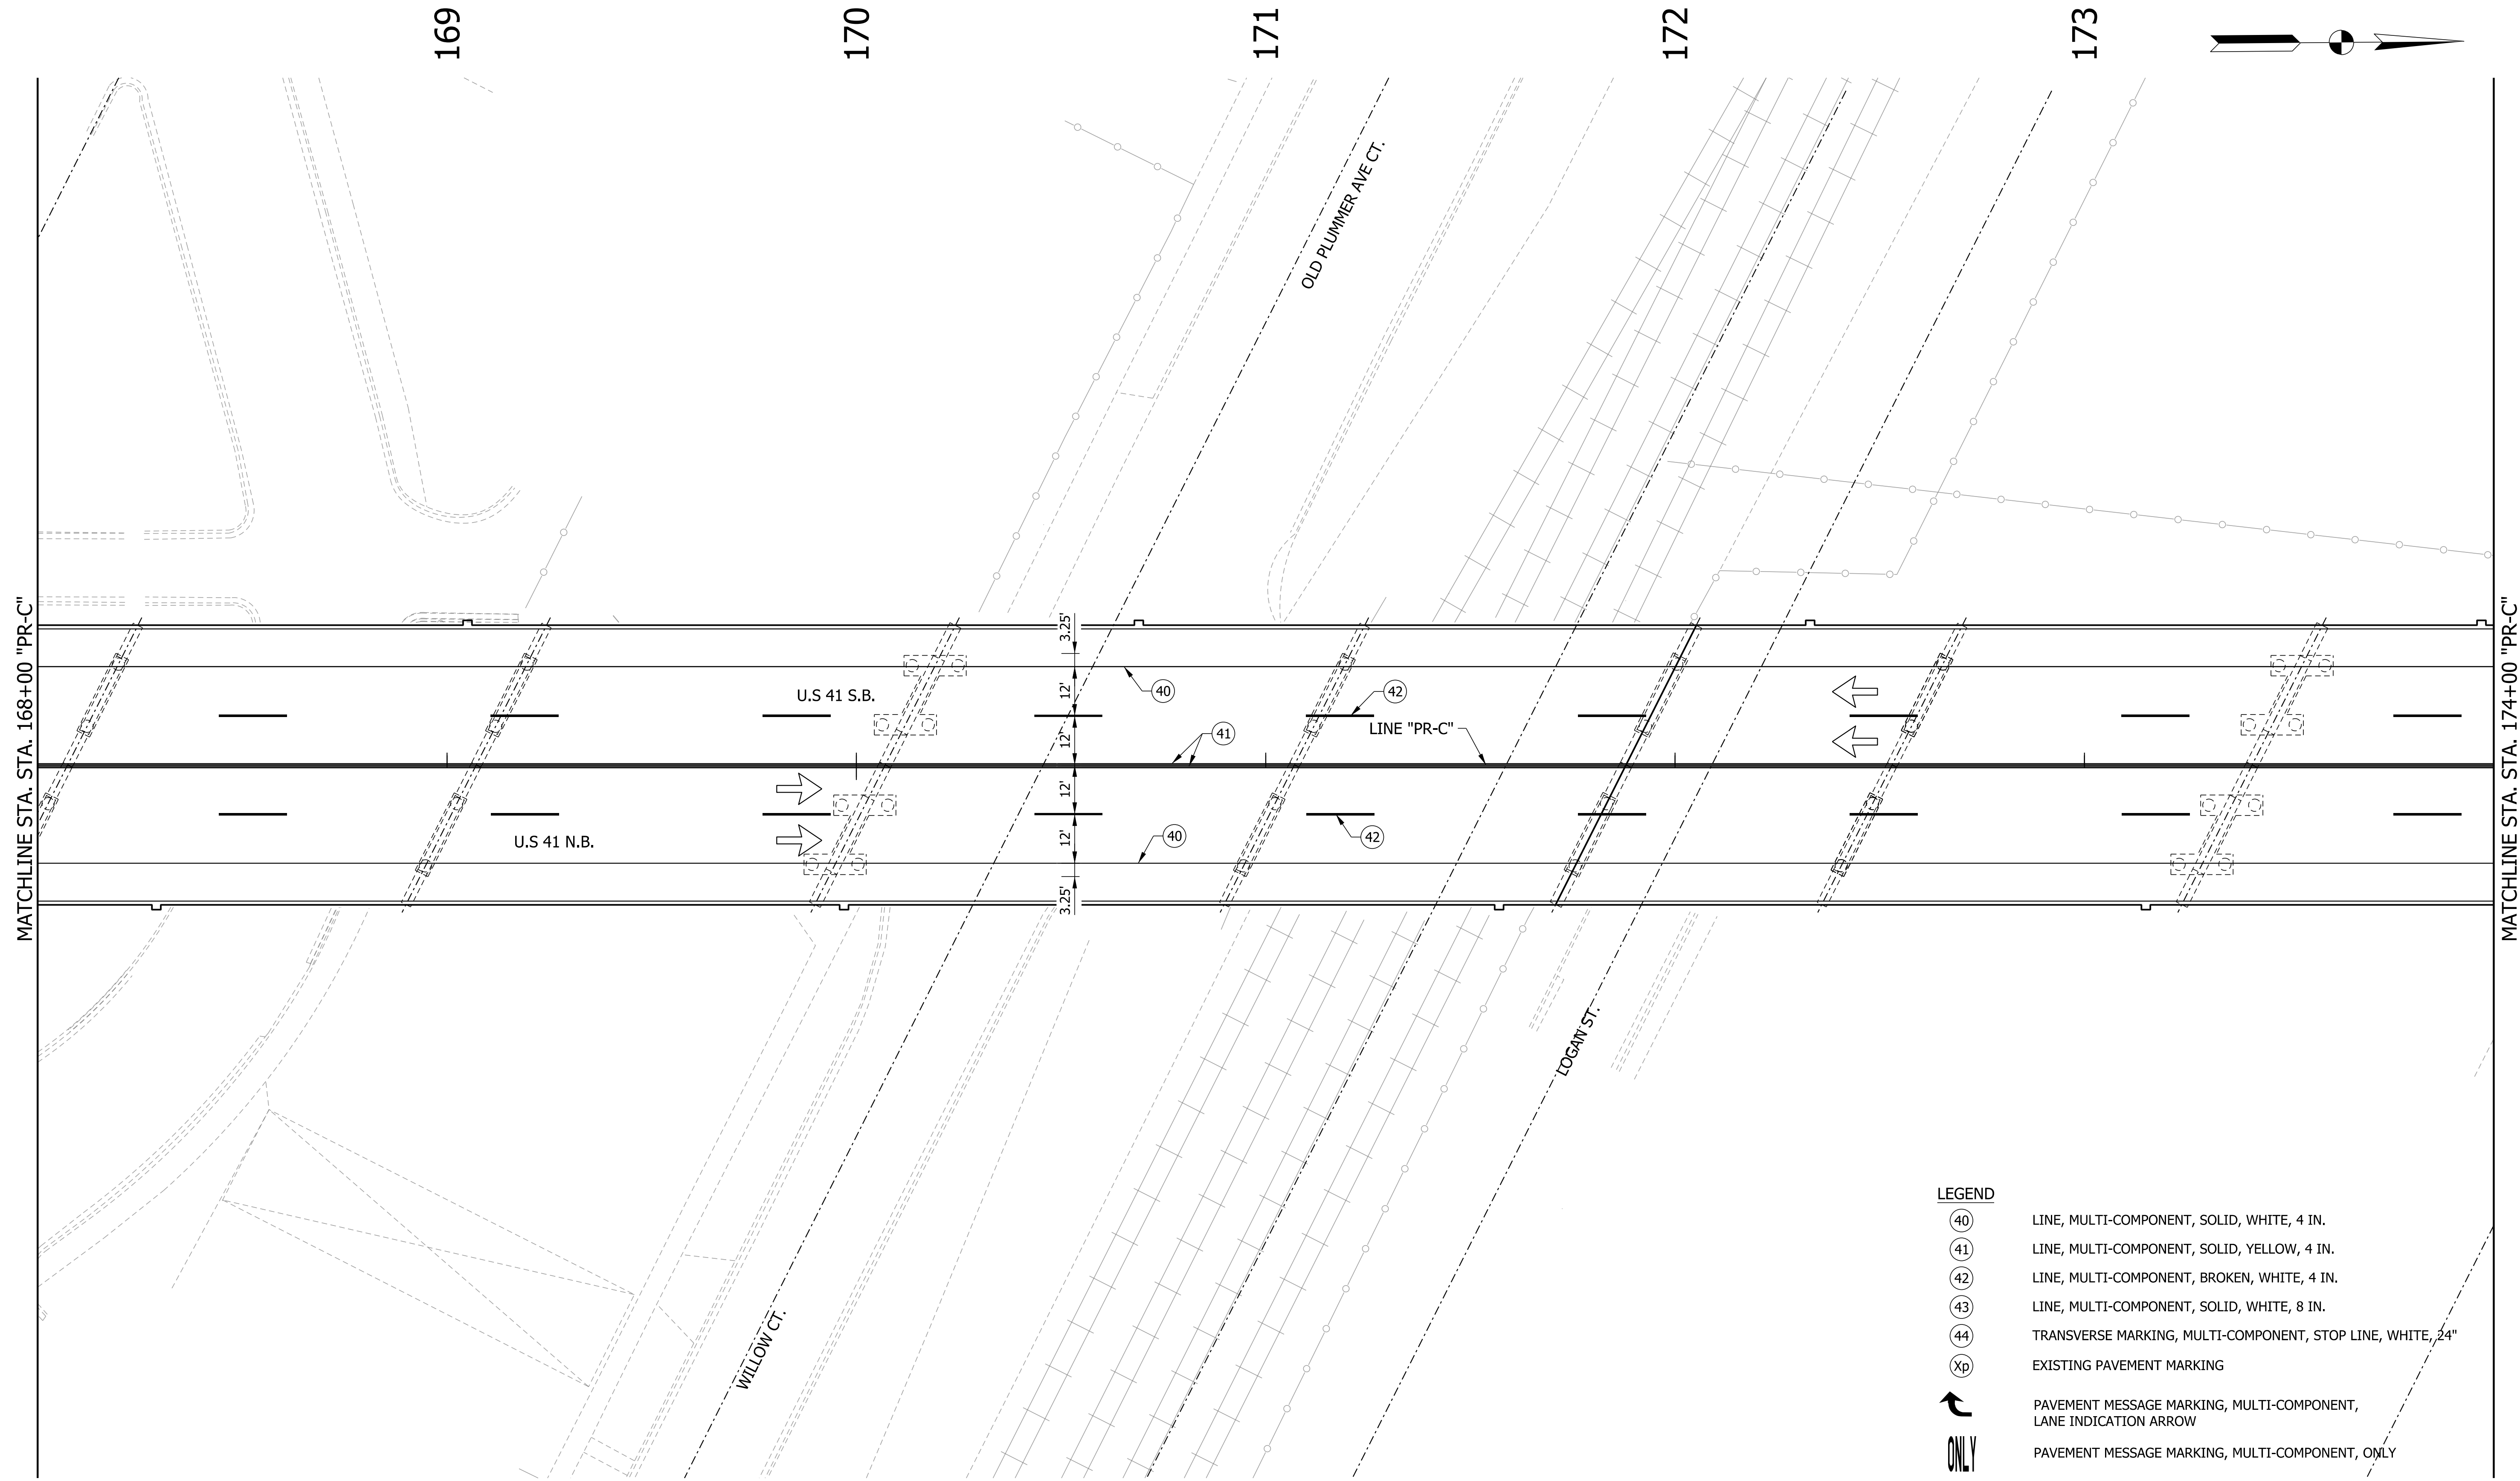 169
170
171
172
173
OLD PLUMMER AVE CT.
MATCHLINE STA. STA. 168+00 "PR-C"
MATCHLINE STA. STA. 174+00 "PR-C"
3.25'
12'
12'
12'
12'
3.25'
U.S 41 S.B.
40
42
41
LINE "PR-C"
U.S 41 N.B.
40
42
LOGAN ST.
WILLOW CT.
LEGEND
40 LINE, MULTI-COMPONENT, SOLID, WHITE, 4 IN.
41 LINE, MULTI-COMPONENT, SOLID, YELLOW, 4 IN.
42 LINE, MULTI-COMPONENT, BROKEN, WHITE, 4 IN.
43 LINE, MULTI-COMPONENT, SOLID, WHITE, 8 IN.
44 TRANSVERSE MARKING, MULTI-COMPONENT, STOP LINE, WHITE, 24"
Xp EXISTING PAVEMENT MARKING
PAVEMENT MESSAGE MARKING, MULTI-COMPONENT,
LANE INDICATION ARROW
ONLY PAVEMENT MESSAGE MARKING, MULTI-COMPONENT, ONLY